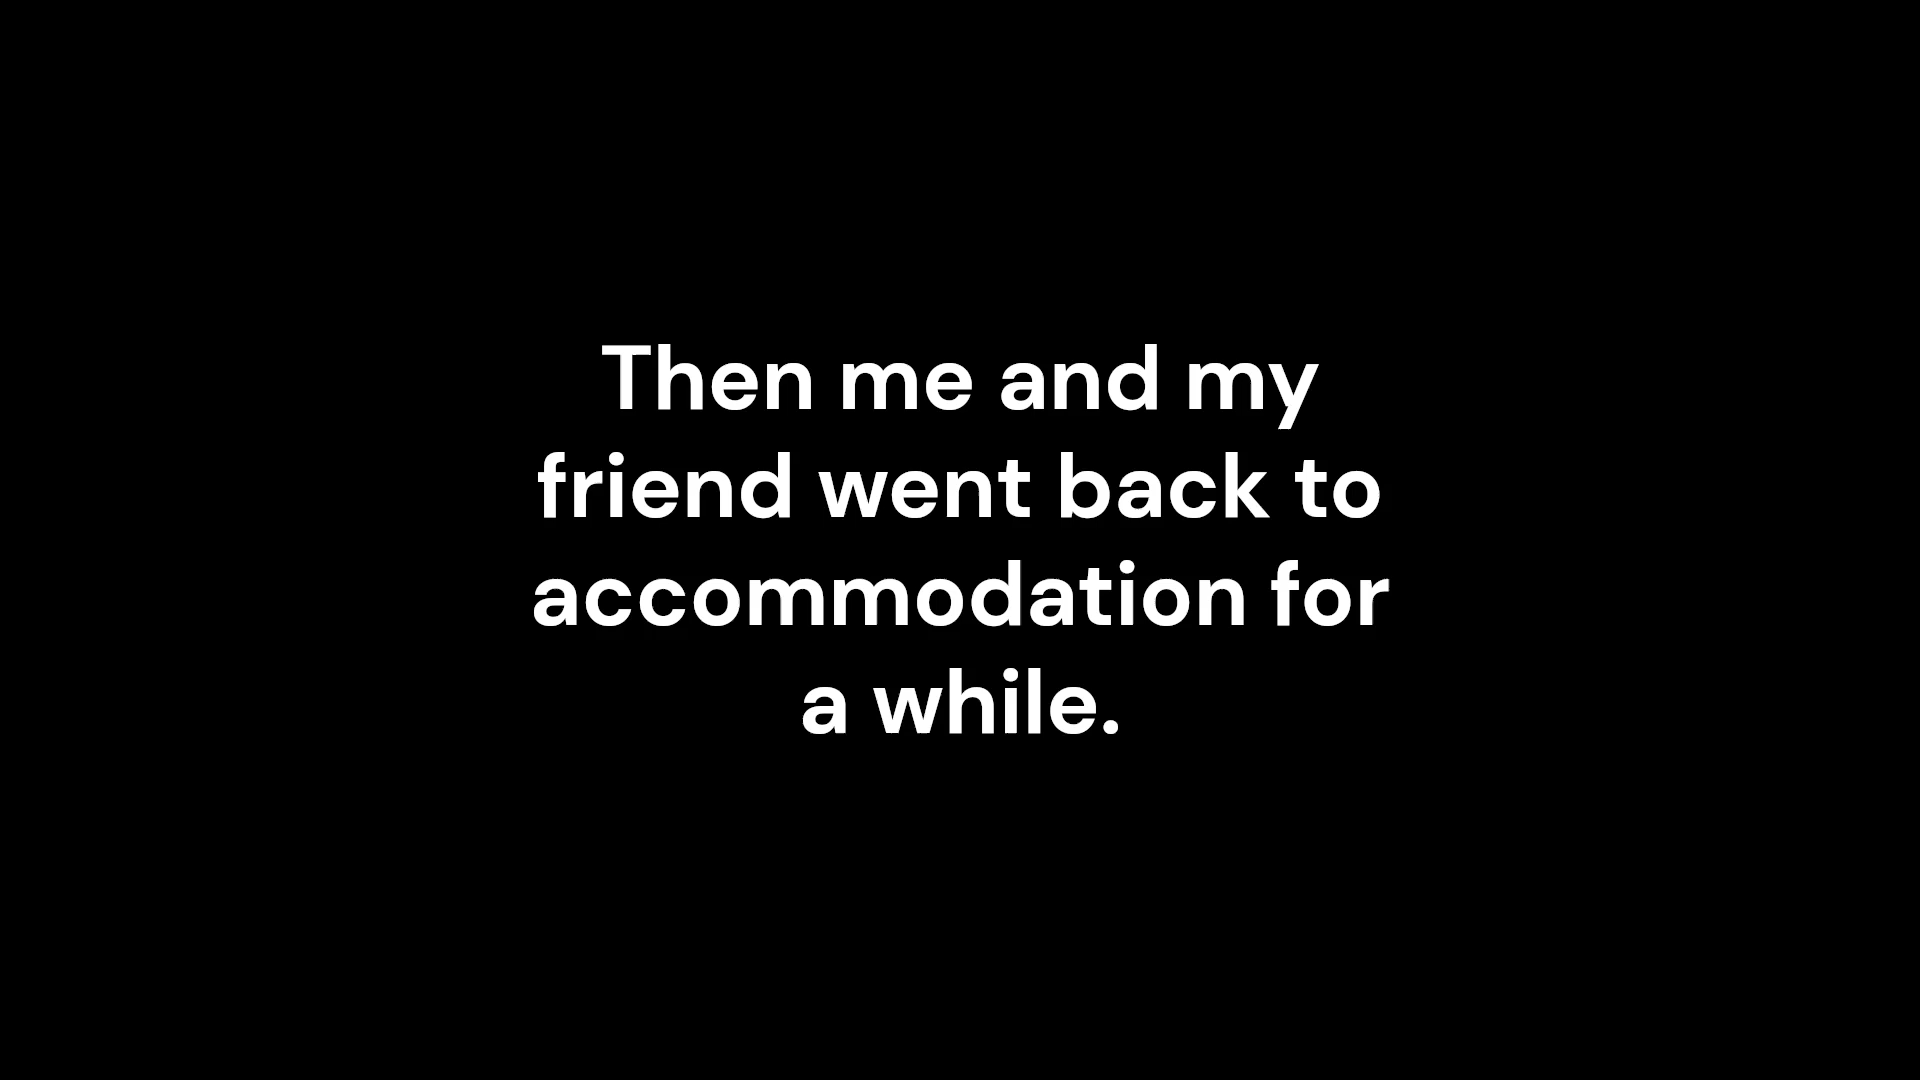 Then me and my
friend went back to
accommodation for
a while.